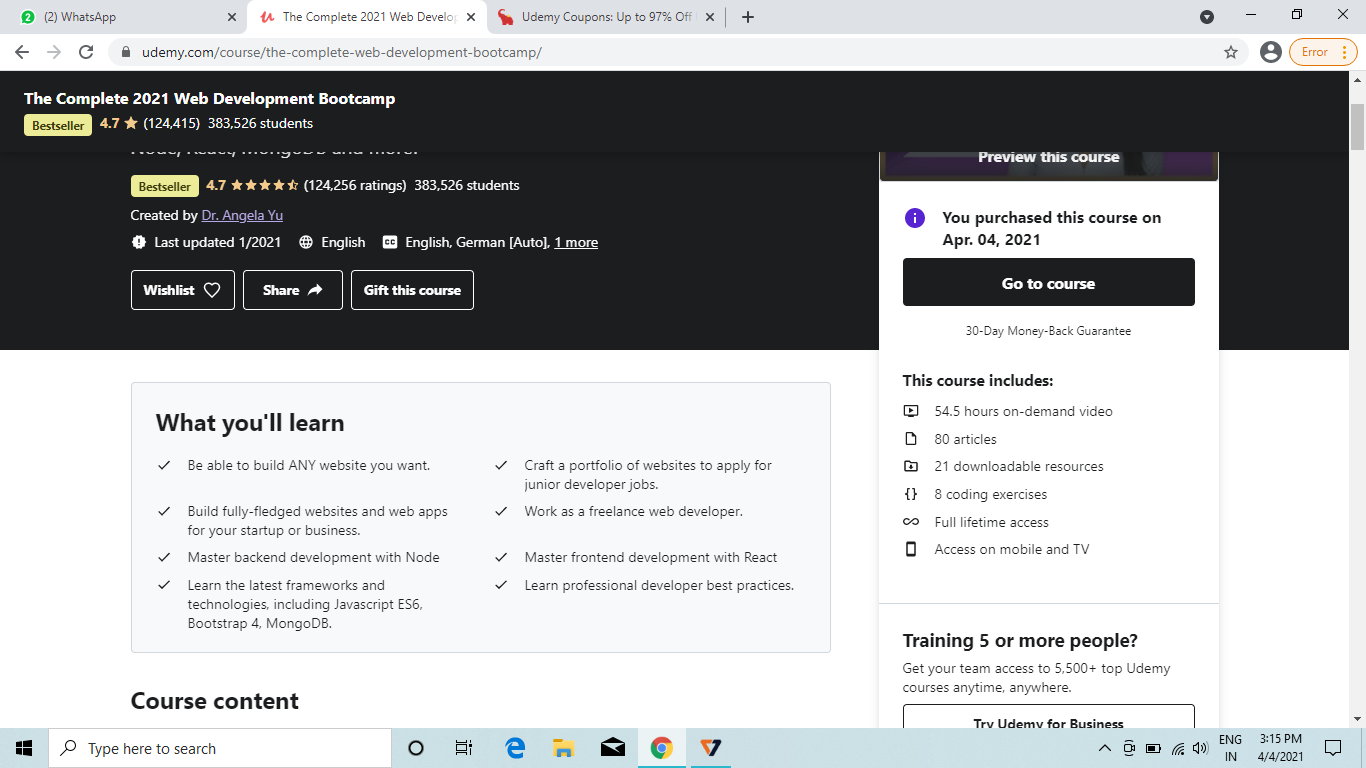 (2) WhatsApp
The Complete 2021 Web Develop
Udemy Coupons: Up to 97% Off
udemy.com/course/the-complete-web-development-bootcamp/
Error
The Complete 2021 Web Development Bootcamp
Bestseller 4.7 (124,415) 383,526 students
Node, React, MongoDB and more!
Bestseller 4.7 (124,256 ratings) 383,526 students
Created by Dr. Angela Yu
Last updated 1/2021 English CC English, German [Auto], 1 more
Wishlist Share Gift this course
Preview this course
You purchased this course on
Apr. 04, 2021
Go to course
30-Day Money-Back Guarantee
This course includes:
54.5 hours on-demand video
80 articles
21 downloadable resources
8 coding exercises
Full lifetime access
Access on mobile and TV
Training 5 or more people?
Get your team access to 5,500+ top Udemy
courses anytime, anywhere.
Try Udemy for Business
What you'll learn
Be able to build ANY website you want.
Craft a portfolio of websites to apply for
junior developer jobs.
Build fully-fledged websites and web apps
for your startup or business.
Work as a freelance web developer.
Master backend development with Node
Master frontend development with React
Learn the latest frameworks and
technologies, including Javascript ES6,
Bootstrap 4, MongoDB.
Learn professional developer best practices.
Course content
Type here to search
ENG
IN
3:15 PM
4/4/2021